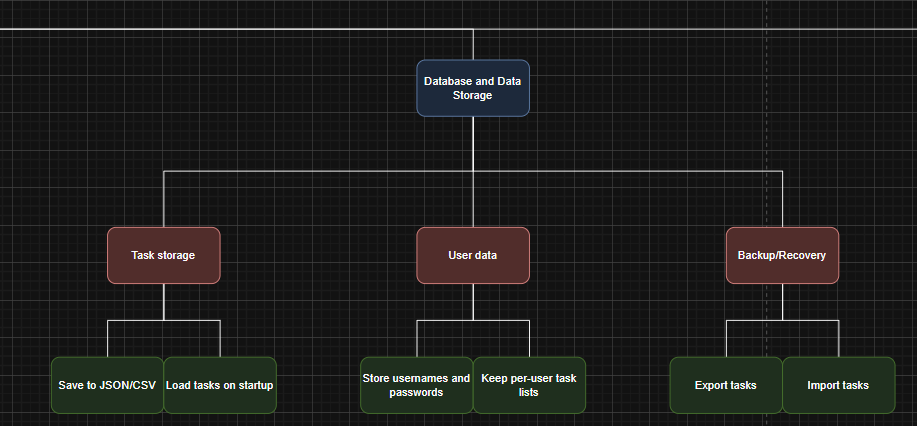 Database and Data
Storage
Task storage
User data
Backup/Recovery
Save to JSON/CSV
Load tasks on startup
Store usernames and
passwords
Keep per-user task
lists
Export tasks
Import tasks